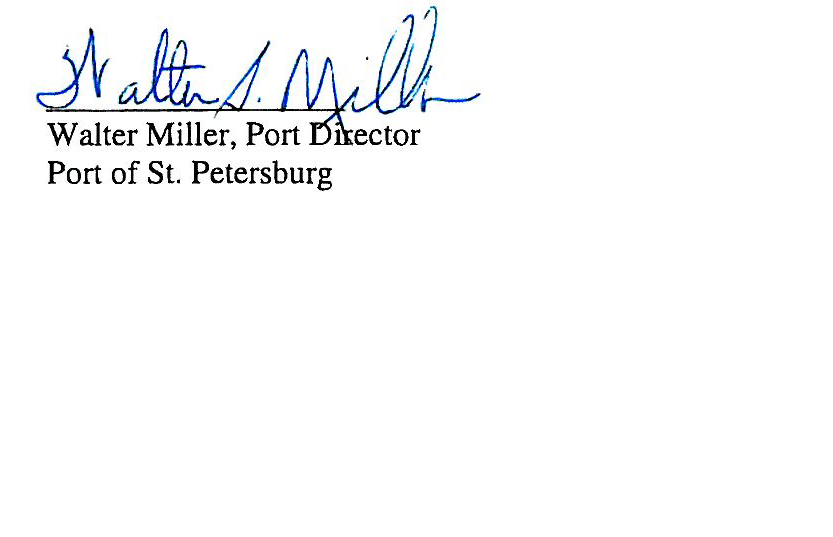 Walter S. Miller
Walter Miller, Port Director
Port of St. Petersburg